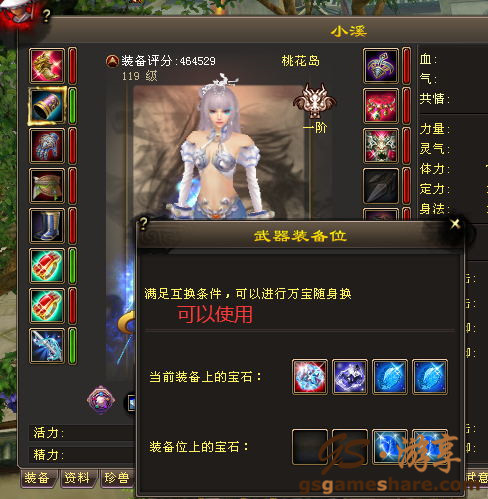 ?
小溪
装备评分:464529
桃花岛
119 级
一阶
血:
气:
共情:
力量:
灵气:
体力:
定力:
身法:
?
武器装备位
满足互换条件，可以进行万宝随身换
可以使用
当前装备上的宝石：
装备位上的宝石：
活力:
精力:
装备
资料
珍兽
GS·游享
gsgameshare.com